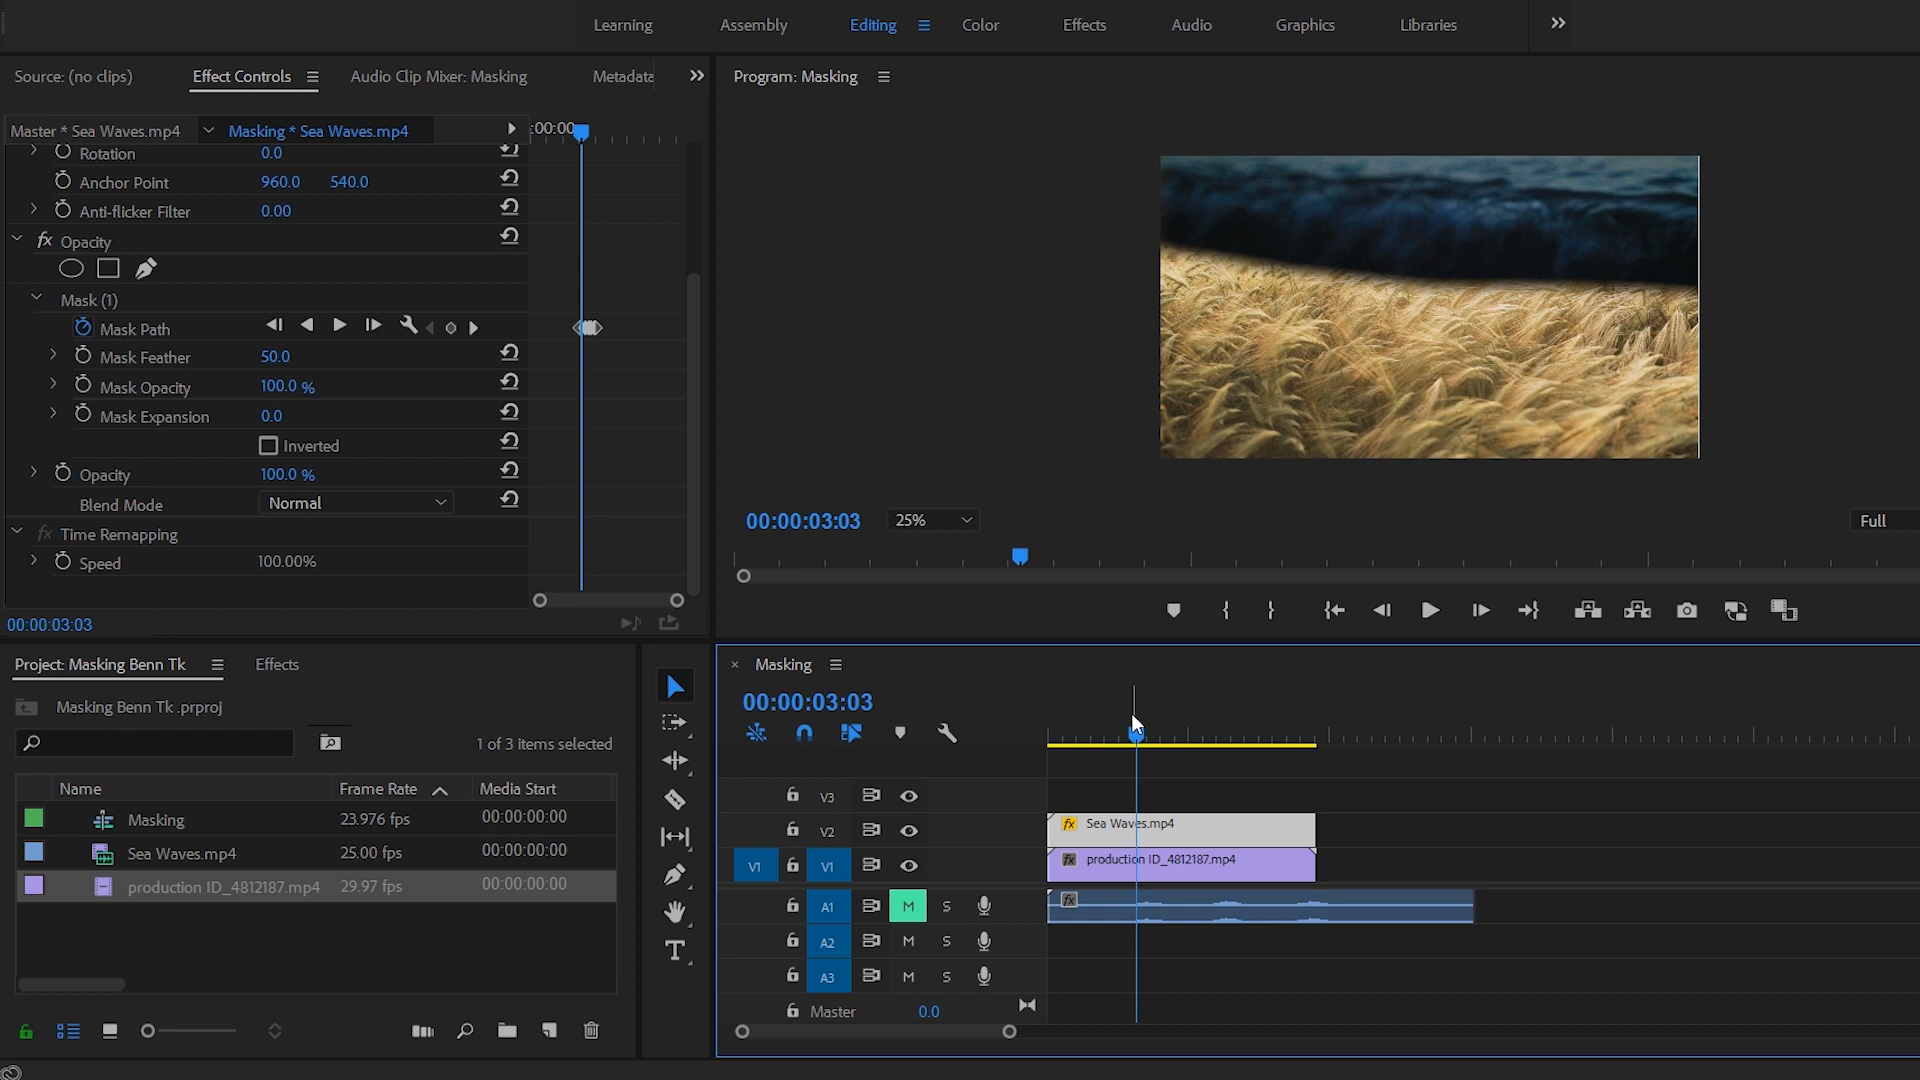 Learning Assembly Editing Color Effects Audio Graphics Libraries
Source: (no clips) Effect Controls Audio Clip Mixer: Masking Metadata
Program: Masking
Master * Sea Waves.mp4 Masking * Sea Waves.mp4 :00:00
Rotation 0.0
Anchor Point 960.0 540.0
Anti-flicker Filter 0.00
fx Opacity
Mask (1)
Mask Path
Mask Feather 50.0
Mask Opacity 100.0 %
Mask Expansion 0.0
Inverted
Opacity 100.0 %
Blend Mode Normal
fx Time Remapping
Speed 100.00%
00:00:03:03
00:00:03:03 25% Full
Project: Masking Benn Tk Effects
Masking Benn Tk .prproj
1 of 3 items selected
Name Frame Rate Media Start
Masking 23.976 fps 00:00:00:00
Sea Waves.mp4 25.00 fps 00:00:00:00
production ID_4812187.mp4 29.97 fps 00:00:00:00
× Masking
00:00:03:03
V3
V2 fx Sea Waves.mp4
V1 V1 fx production ID_4812187.mp4
A1 M S fx
A2 M S
A3 M S
Master 0.0